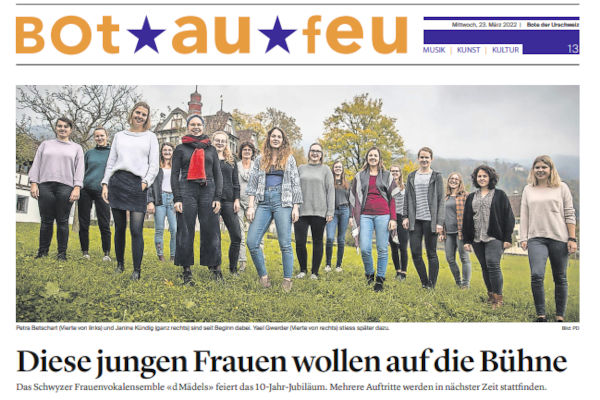 BOT★AU★FEU
Mittwoch, 23. März 2022 | Bote der Urschweiz
MUSIK | KUNST | KULTUR 13
Petra Betschart (Vierte von links) und Janine Kündig (ganz rechts) sind seit Beginn dabei. Yael Gwerder (Vierte von rechts) stiess später dazu. Bild: PD
Diese jungen Frauen wollen auf die Bühne
Das Schwyzer Frauenvokalensemble «d Mädels» feiert das 10-Jahr-Jubiläum. Mehrere Auftritte werden in nächster Zeit stattfinden.